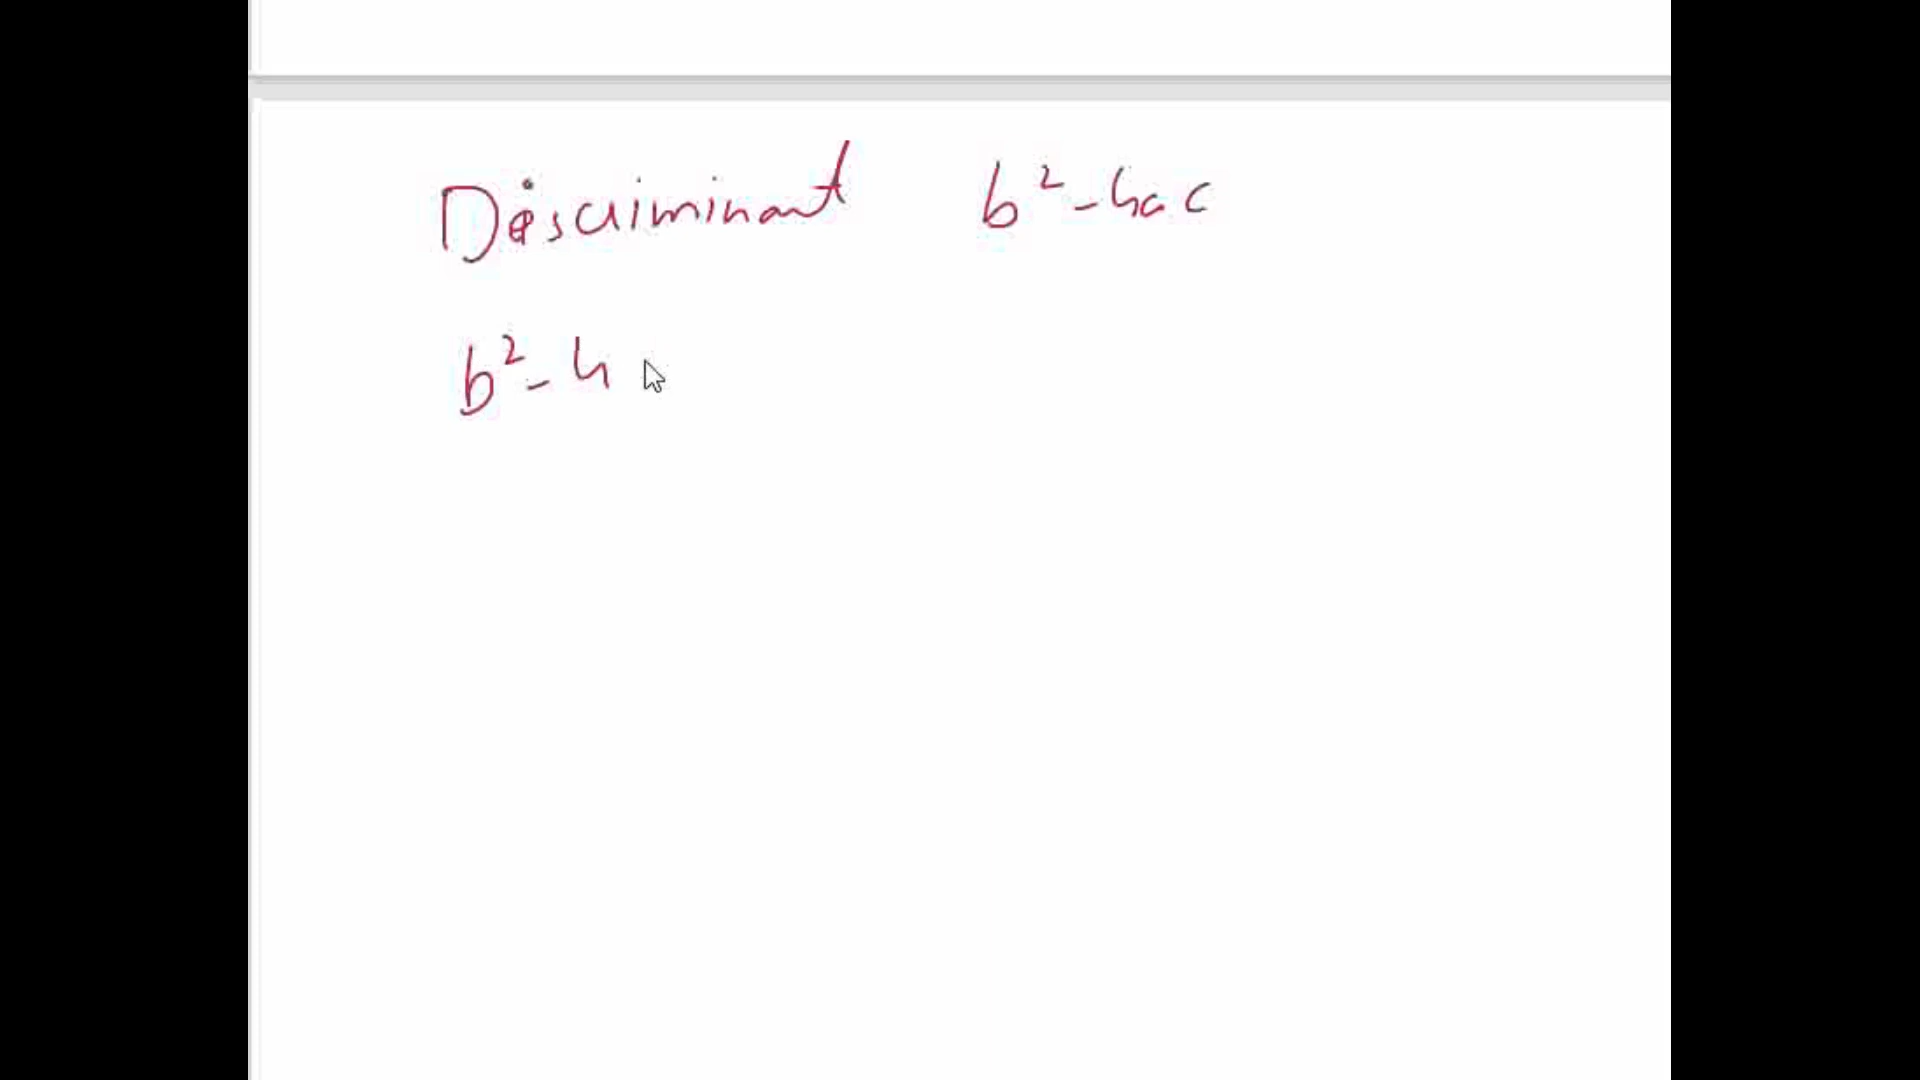 Discriminant b² - 4ac
b² - 4